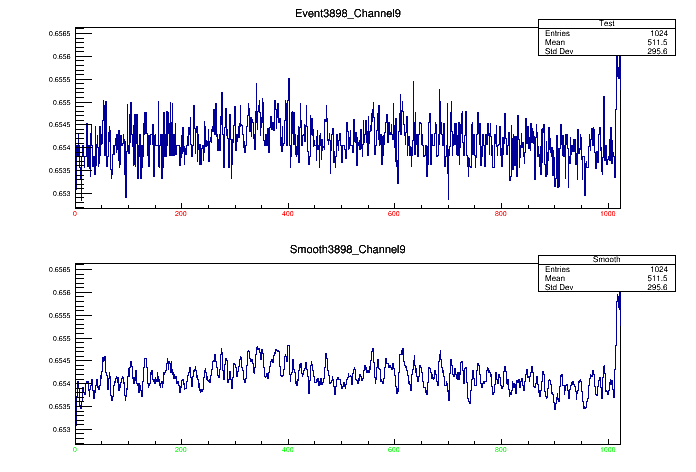 Event3898_Channel9
Test
Entries 1024
Mean 511.5
Std Dev 295.6
0.6565
0.656
0.6555
0.655
0.6545
0.654
0.6535
0.653
0 200 400 600 800 1000
Smooth3898_Channel9
Smooth
Entries 1024
Mean 511.5
Std Dev 295.6
0.6565
0.656
0.6555
0.655
0.6545
0.654
0.6535
0.653
0 200 400 600 800 1000